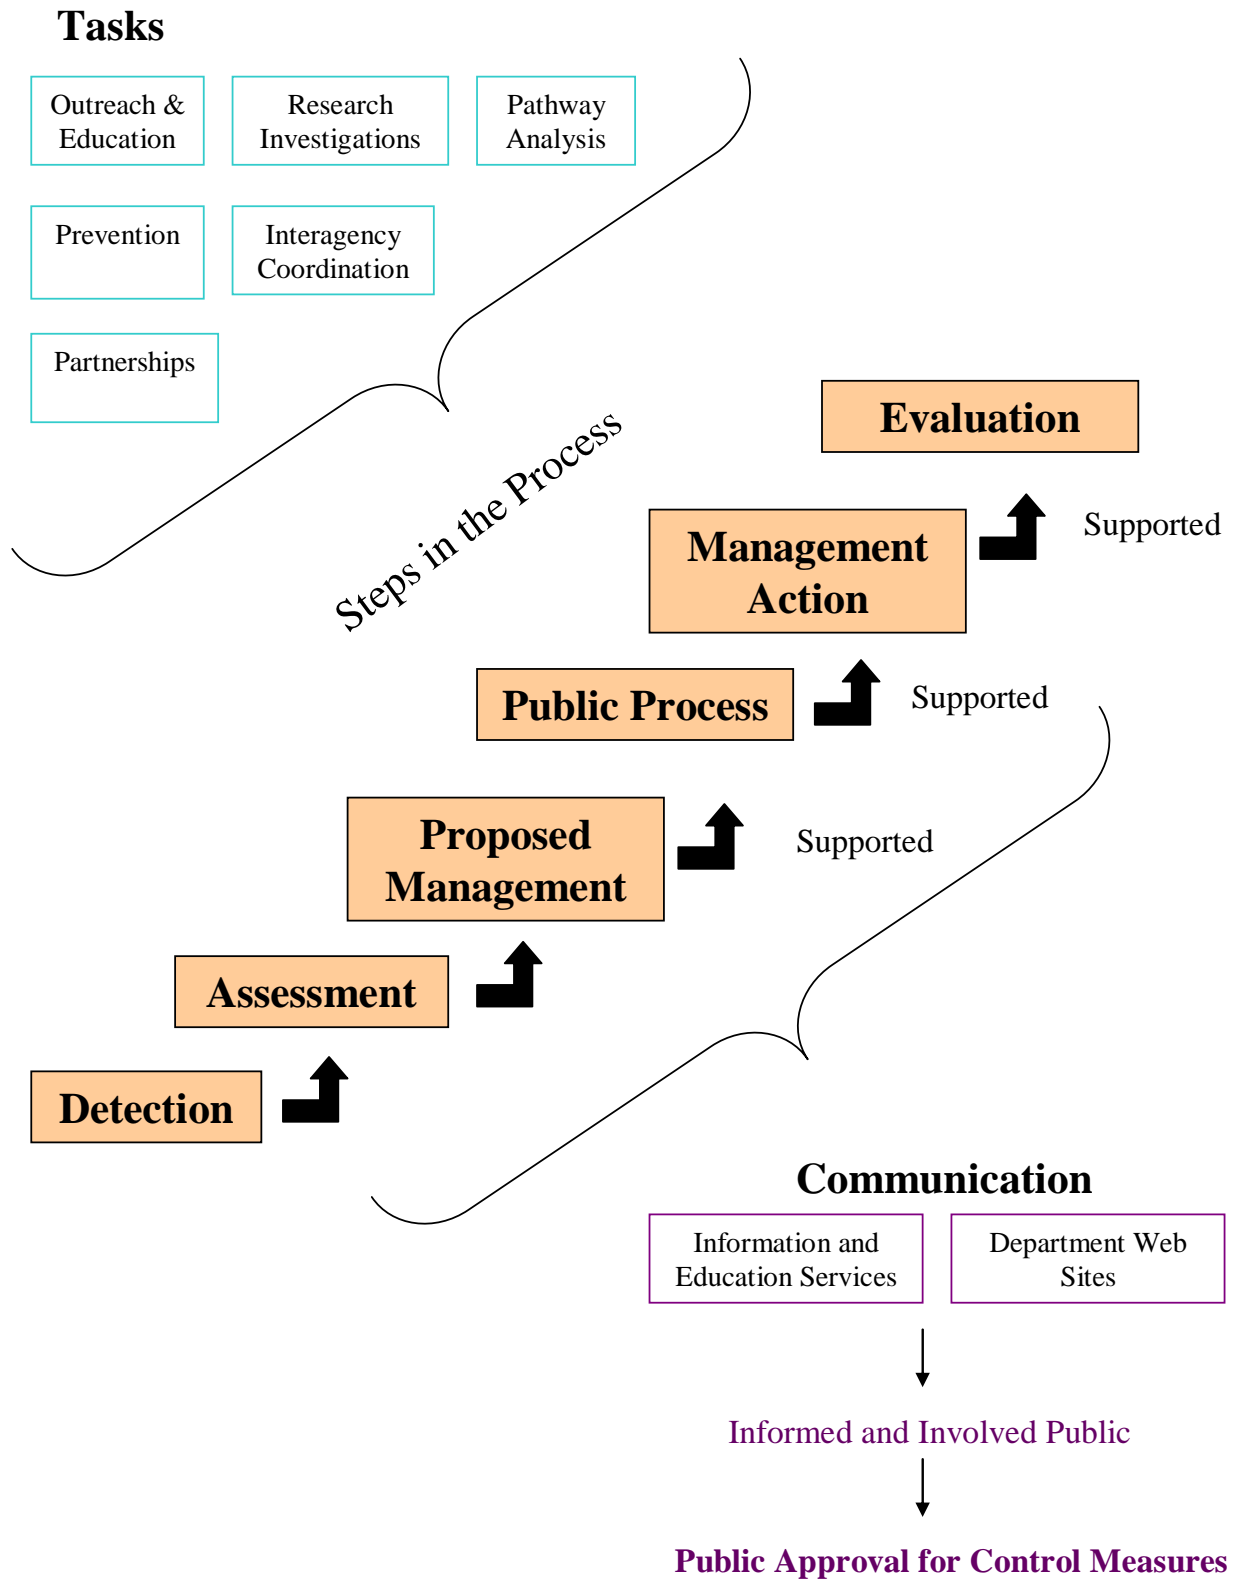 Tasks
Outreach &
Education
Research
Investigations
Pathway
Analysis
Prevention
Interagency
Coordination
Partnerships
Steps in the Process
Evaluation
Supported
Management
Action
Supported
Public Process
Supported
Proposed
Management
Assessment
Detection
Communication
Information and
Education Services
Department Web
Sites
Informed and Involved Public
Public Approval for Control Measures